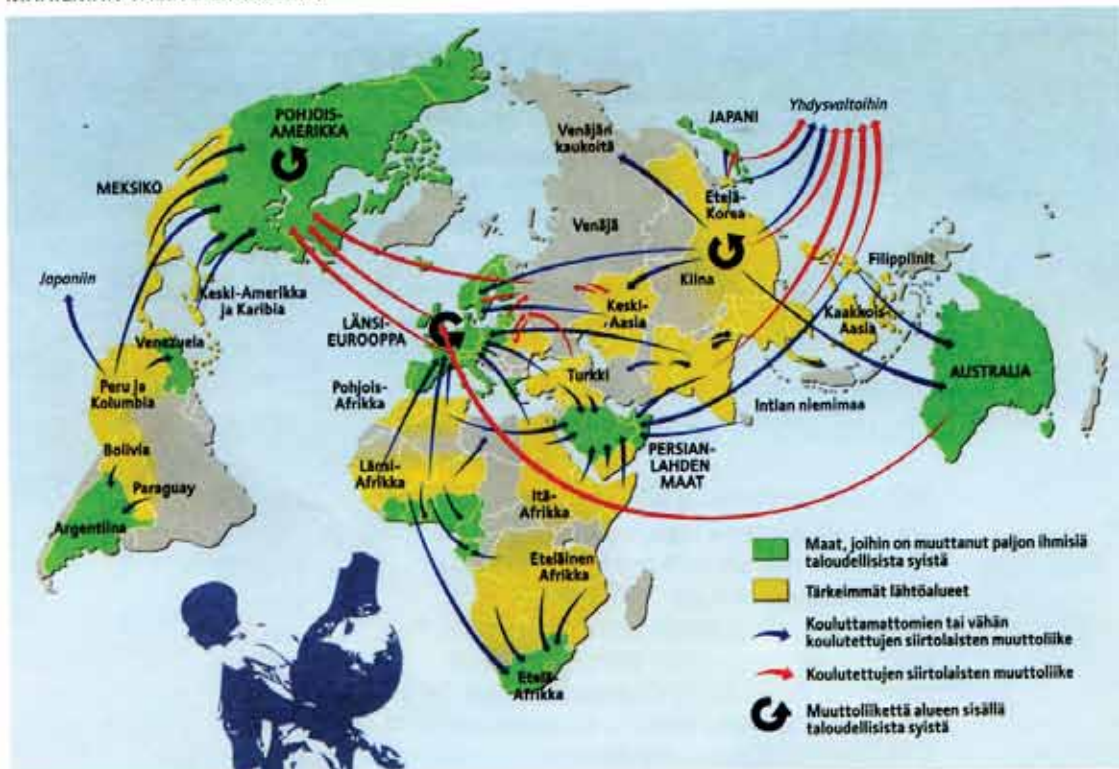 POHJOIS-
AMERIKKA
MEKSIKO
Japaniin
Keski-Amerikka
ja Karibia
Venezuela
Peru ja
Kolumbia
Bolivia
Paraguay
Argentiina
LÄNSI-
EUROOPPA
Pohjois-
Afrikka
Länsi-
Afrikka
Itä-
Afrikka
Eteläinen
Afrikka
Etelä-
Afrikka
Turkki
PERSIAN-
LAHDEN
MAAT
Venäjän
kaukoitä
Venäjä
Keski-
Aasia
Kiina
Etelä-
Korea
JAPANI
Yhdysvaltoihin
Filippiinit
Kaakkois-
Aasia
Intian niemimaa
AUSTRALIA
Maat, joihin on muuttanut paljon ihmisiä
taloudellisista syistä
Tärkeimmät lähtöalueet
Kouluttamattomien tai vähän
koulutettujen siirtolaisten muuttoliike
Koulutettujen siirtolaisten muuttoliike
Muuttoliikettä alueen sisällä
taloudellisista syistä